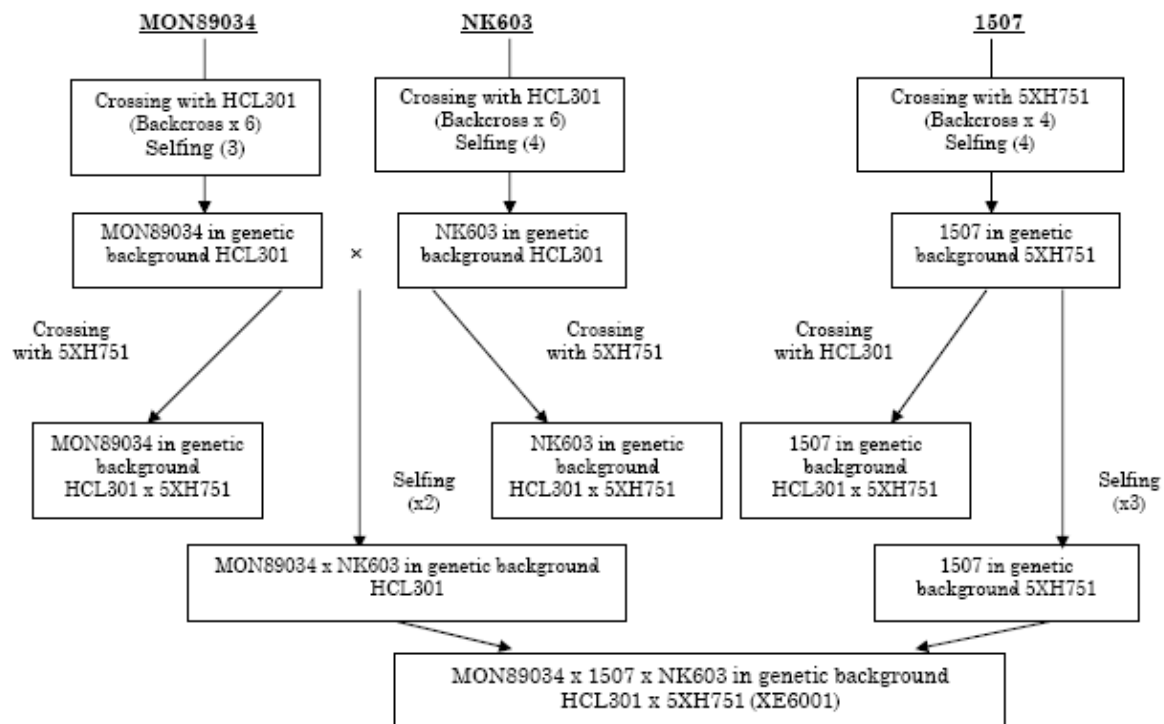 MON89034
NK603
1507
Crossing with HCL301
(Backcross x 6)
Selfing (3)
Crossing with HCL301
(Backcross x 6)
Selfing (4)
Crossing with 5XH751
(Backcross x 4)
Selfing (4)
MON89034 in genetic
background HCL301
×
NK603 in genetic
background HCL301
1507 in genetic
background 5XH751
Crossing
with 5XH751
Crossing
with 5XH751
Crossing
with HCL301
MON89034 in genetic
background
HCL301 x 5XH751
Selfing
(x2)
NK603 in genetic
background
HCL301 x 5XH751
1507 in genetic
background
HCL301 x 5XH751
Selfing
(x3)
MON89034 x NK603 in genetic background
HCL301
1507 in genetic
background 5XH751
MON89034 x 1507 x NK603 in genetic background
HCL301 x 5XH751 (XE6001)